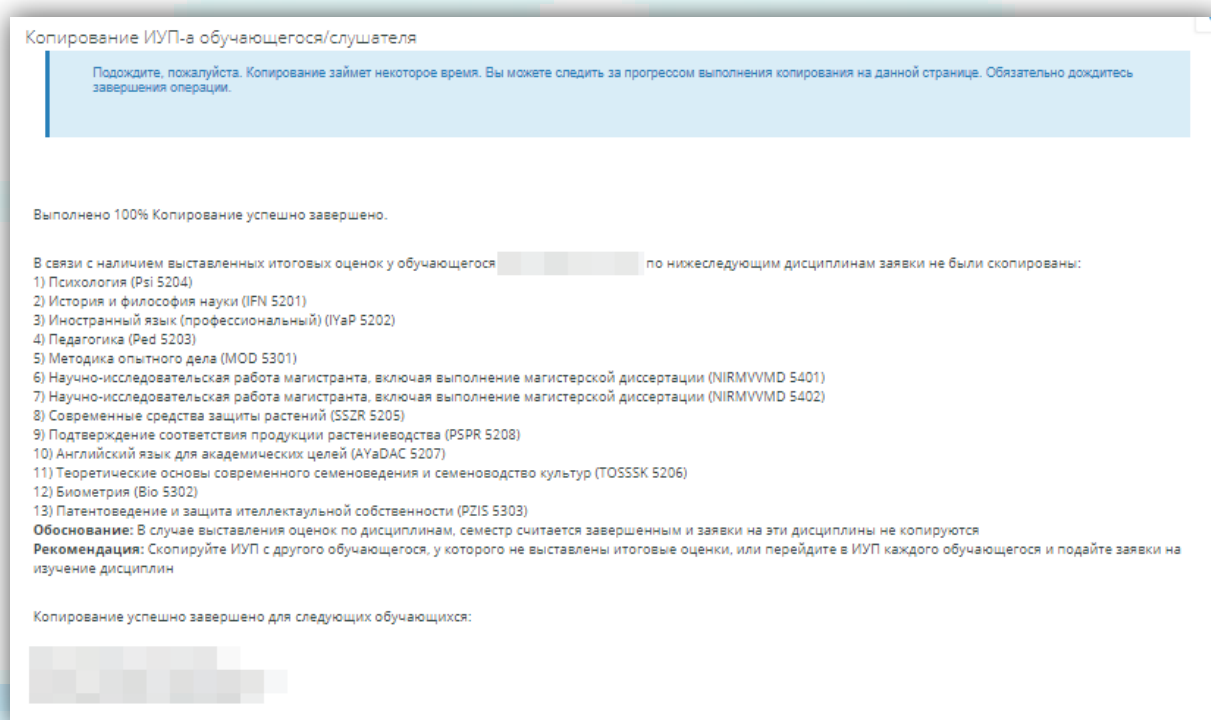 Копирование ИУП-а обучающегося/слушателя
Подождите, пожалуйста. Копирование займет некоторое время. Вы можете следить за прогрессом выполнения копирования на данной странице. Обязательно дождитесь
завершения операции.
Выполнено 100% Копирование успешно завершено.
В связи с наличием выставленных итоговых оценок у обучающегося по нижеследующим дисциплинам заявки не были скопированы:
1) Психология (Psi 5204)
2) История и философия науки (IFN 5201)
3) Иностранный язык (профессиональный) (IYaP 5202)
4) Педагогика (Ped 5203)
5) Методика опытного дела (MOD 5301)
6) Научно-исследовательская работа магистранта, включая выполнение магистерской диссертации (NIRMVVMD 5401)
7) Научно-исследовательская работа магистранта, включая выполнение магистерской диссертации (NIRMVVMD 5402)
8) Современные средства защиты растений (SSZR 5205)
9) Подтверждение соответствия продукции растениеводства (PSPR 5208)
10) Английский язык для академических целей (AYaDAC 5207)
11) Теоретические основы современного семеноведения и семеноводство культур (TOSSSK 5206)
12) Биометрия (Bio 5302)
13) Патентоведение и защита ителлектаульной собственности (PZIS 5303)
Обоснование: В случае выставления оценок по дисциплинам, семестр считается завершенным и заявки на эти дисциплины не копируются
Рекомендация: Скопируйте ИУП с другого обучающегося, у которого не выставлены итоговые оценки, или перейдите в ИУП каждого обучающегося и подайте заявки на
изучение дисциплин
Копирование успешно завершено для следующих обучающихся: